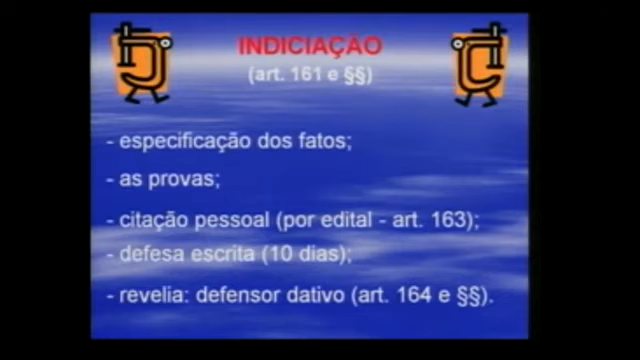 INDICIAÇÃO
(art. 161 e §§)
- especificação dos fatos;
- as provas;
- citação pessoal (por edital - art. 163);
- defesa escrita (10 dias);
- revelia: defensor dativo (art. 164 e §§).